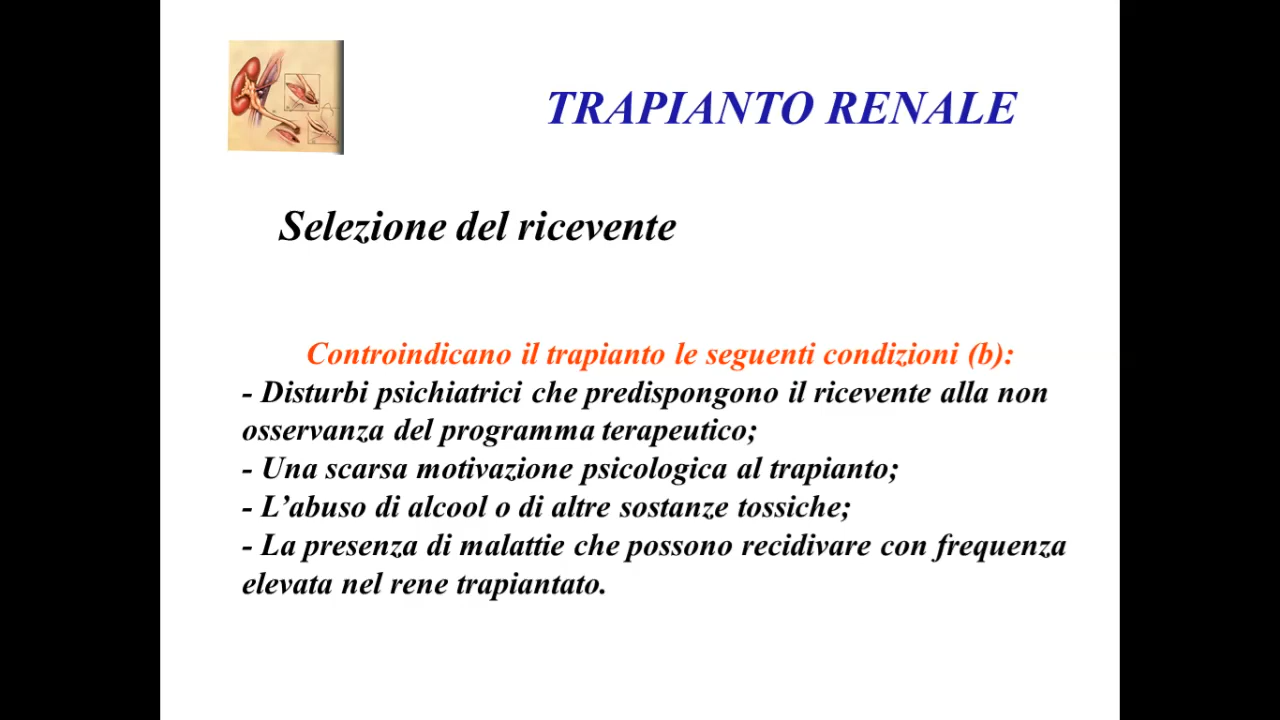 TRAPIANTO RENALE
Selezione del ricevente
Controindicano il trapianto le seguenti condizioni (b):
- Disturbi psichiatrici che predispongono il ricevente alla non
osservanza del programma terapeutico;
- Una scarsa motivazione psicologica al trapianto;
- L’abuso di alcool o di altre sostanze tossiche;
- La presenza di malattie che possono recidivare con frequenza
elevata nel rene trapiantato.